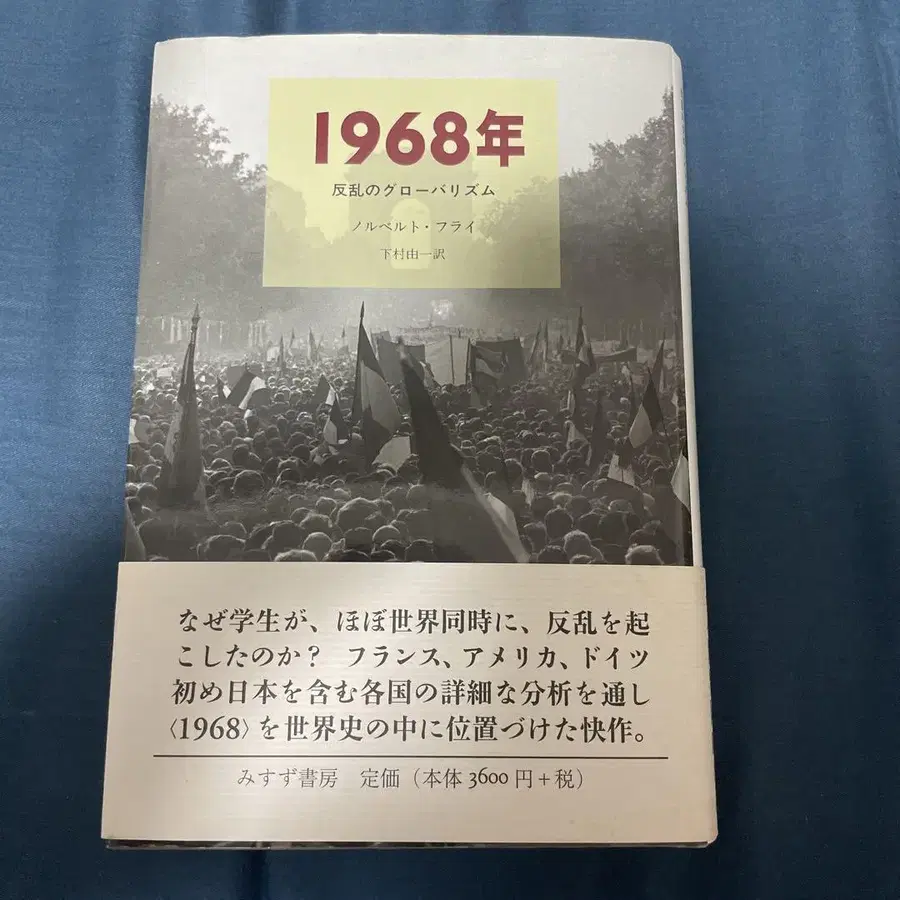 1968年
反乱のグローバリズム
ノルベルト・フライ
下村由一訳
なぜ学生が、ほぼ世界同時に、反乱を起
こしたのか？ フランス、アメリカ、ドイツ
初め日本を含む各国の詳細な分析を通し
〈1968〉を世界史の中に位置づけた快作。
みすず書房 定価（本体 3600 円＋税）